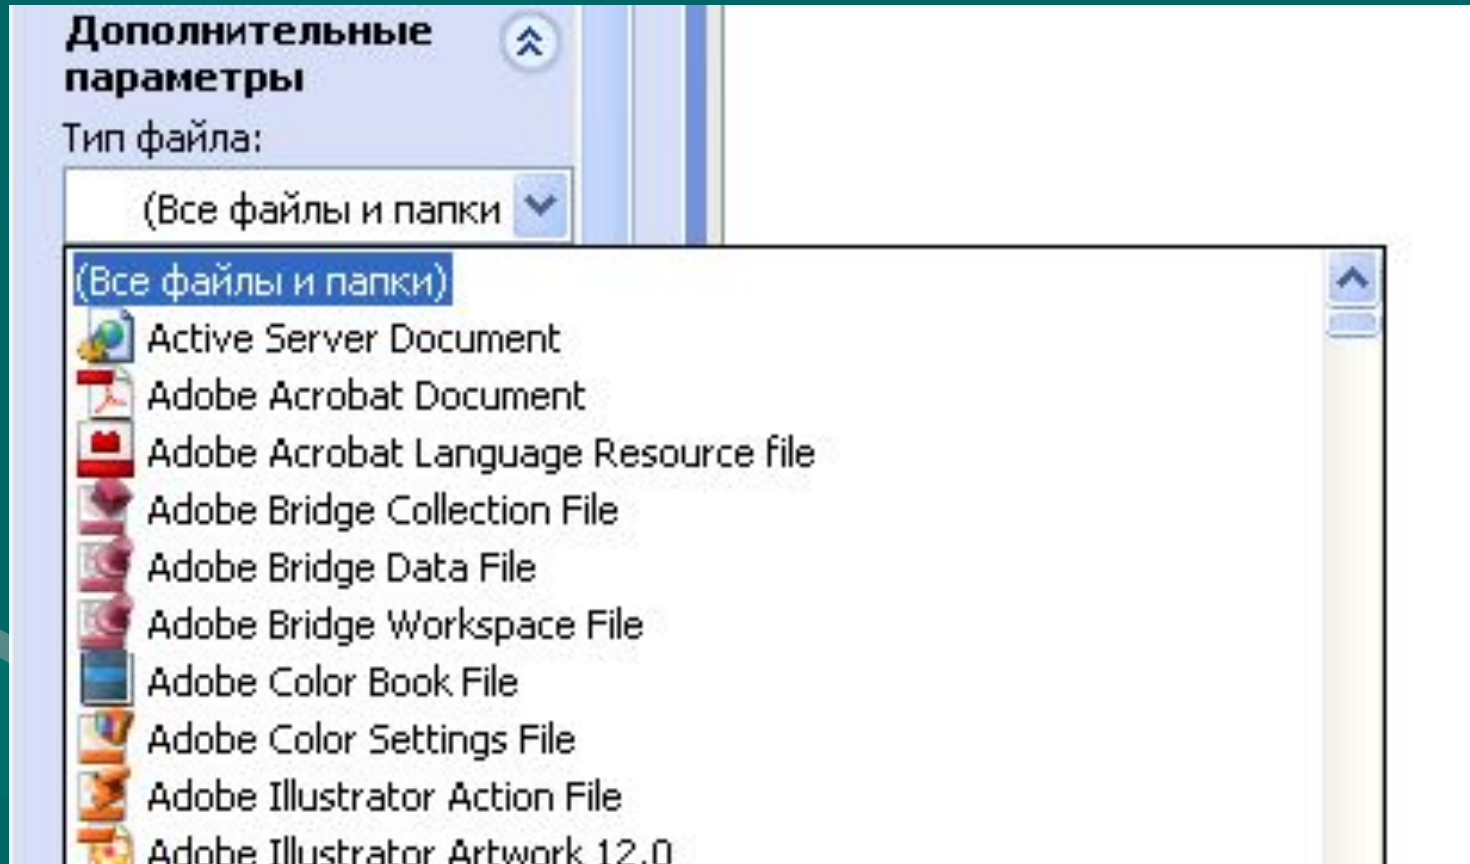 Дополнительные
параметры
Тип файла:
(Все файлы и папки
(Все файлы и папки)
Active Server Document
Adobe Acrobat Document
Adobe Acrobat Language Resource file
Adobe Bridge Collection File
Adobe Bridge Data File
Adobe Bridge Workspace File
Adobe Color Book File
Adobe Color Settings File
Adobe Illustrator Action File
Adobe Illustrator Artwork 12.0